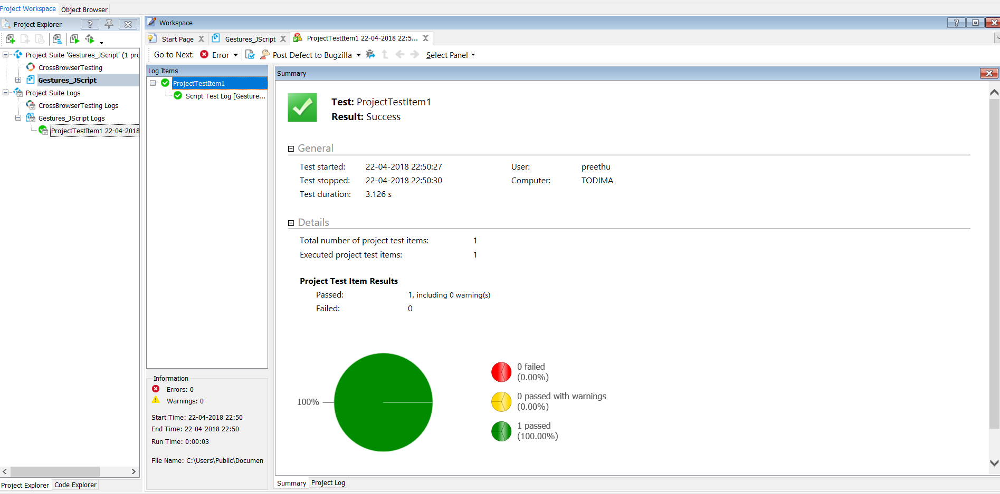 Project Workspace
Object Browser
Project Explorer
Project Suite 'Gestures_JScript' (1 pro
CrossBrowserTesting
Gestures_JScript
Project Suite Logs
CrossBrowserTesting Logs
Gestures_JScript Logs
ProjectTestItem1 22-04-2018
Project Explorer
Code Explorer
Workspace
Start Page
Gestures_JScript
ProjectTestItem1 22-04-2018 22:5...
Go to Next:
Error
Post Defect to Bugzilla
Select Panel
Log Items
ProjectTestItem1
Script Test Log [Gesture...
Information
Errors: 0
Warnings: 0
Start Time: 22-04-2018 22:50
End Time: 22-04-2018 22:50
Run Time: 0:00:03
File Name: C:\Users\Public\Documen
Summary
Test: ProjectTestItem1
Result: Success
General
Test started: 22-04-2018 22:50:27 User: preethu
Test stopped: 22-04-2018 22:50:30 Computer: TODIMA
Test duration: 3.126 s
Details
Total number of project test items: 1
Executed project test items: 1
Project Test Item Results
Passed: 1, including 0 warning(s)
Failed: 0
100%
0 failed
(0.00%)
0 passed with warnings
(0.00%)
1 passed
(100.00%)
Summary
Project Log